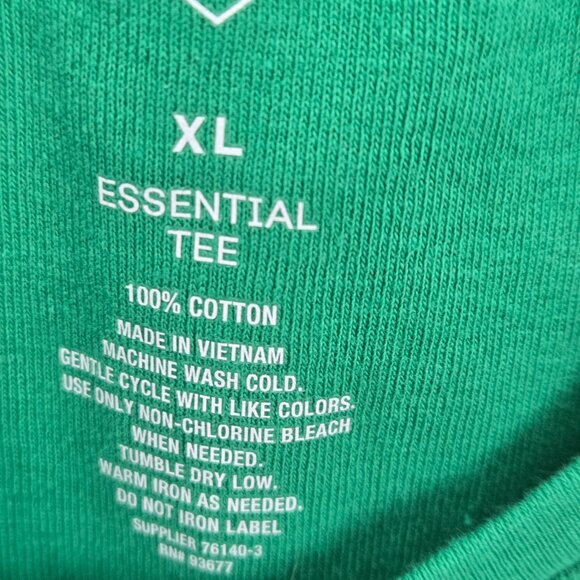 XL
ESSENTIAL
TEE
100% COTTON
MADE IN VIETNAM
MACHINE WASH COLD.
GENTLE CYCLE WITH LIKE COLORS.
USE ONLY NON-CHLORINE BLEACH
WHEN NEEDED.
TUMBLE DRY LOW.
WARM IRON AS NEEDED.
DO NOT IRON LABEL
SUPPLIER 76140-3
RN# 93677